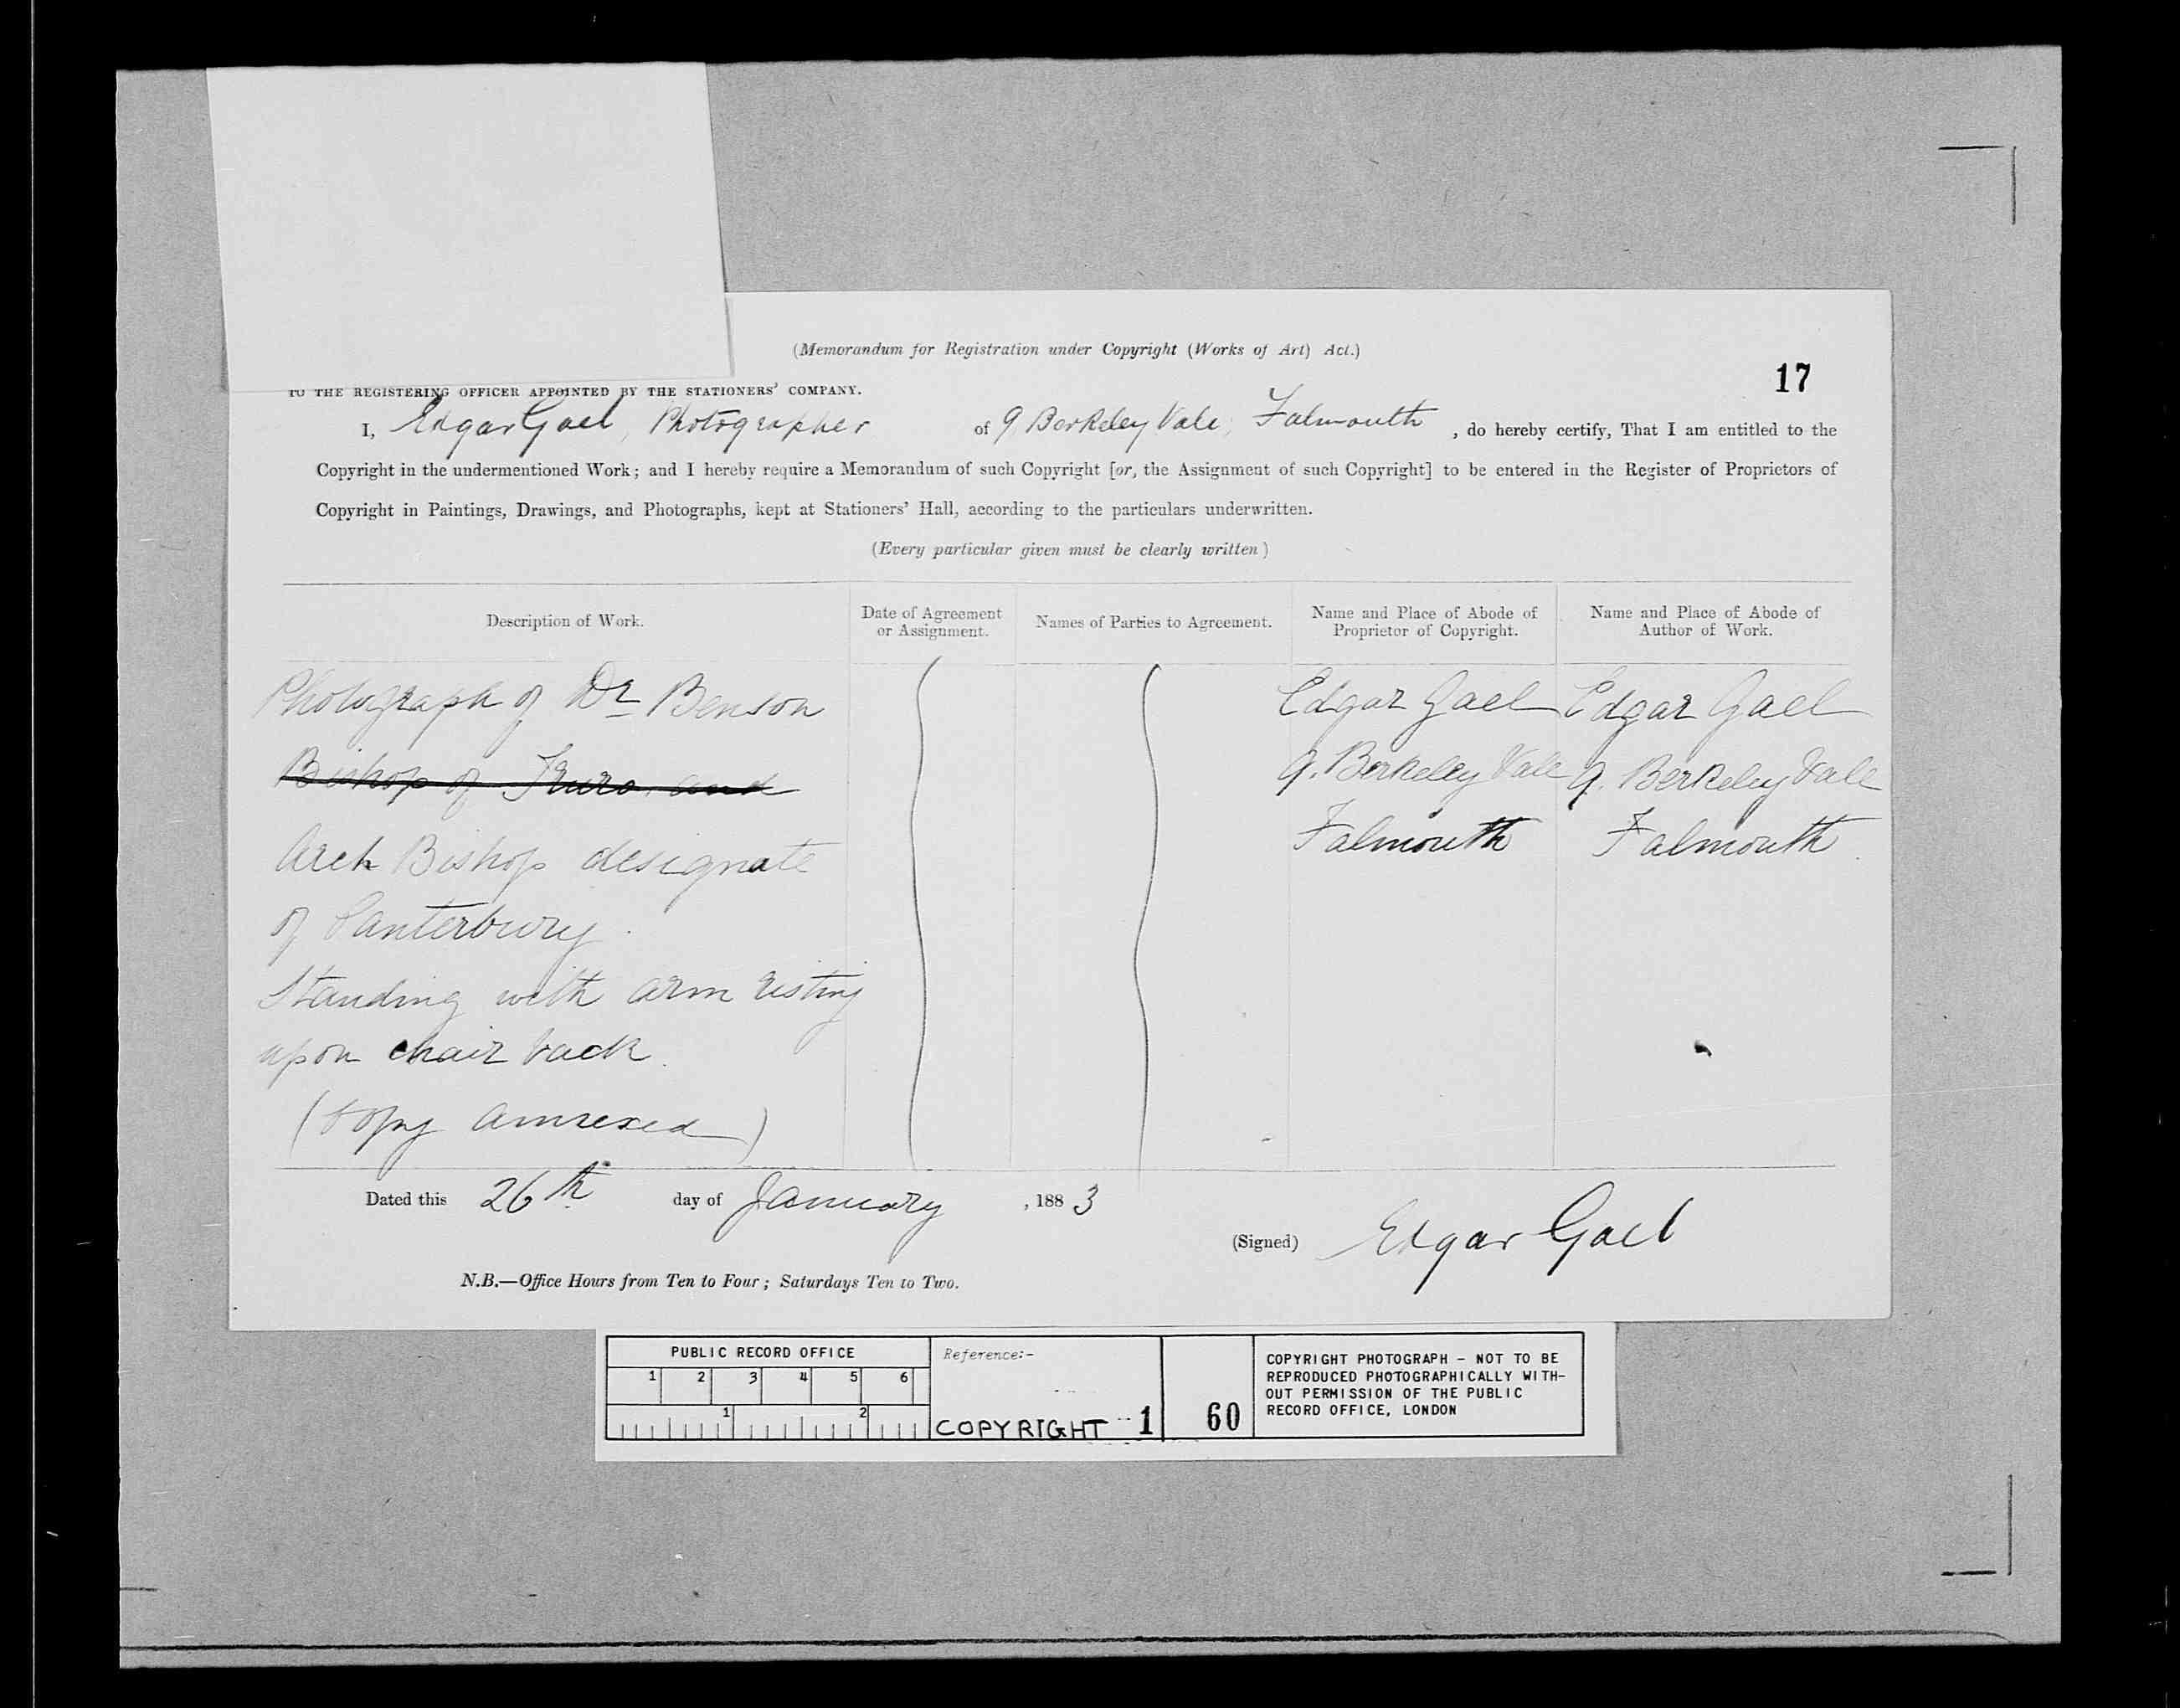 (Memorandum for Registration under Copyright (Works of Art) Act.)
17
TO THE REGISTERING OFFICER APPOINTED BY THE STATIONERS' COMPANY.
I, Edgar Gael, Photographer of 9 Berkeley Vale, Falmouth, do hereby certify, That I am entitled to the
Copyright in the undermentioned Work; and I hereby require a Memorandum of such Copyright [or, the Assignment of such Copyright] to be entered in the Register of Proprietors of
Copyright in Paintings, Drawings, and Photographs, kept at Stationers' Hall, according to the particulars underwritten.
(Every particular given must be clearly written)
Description of Work.
Date of Agreement
or Assignment.
Names of Parties to Agreement.
Name and Place of Abode of
Proprietor of Copyright.
Name and Place of Abode of
Author of Work.
Photograph of Dr Benson
Bishop of Truro and
Arch Bishop designate
of Canterbury.
Standing with arm resting
upon chair back.
(Copy annexed)
Edgar Gael
9. Berkeley Vale
Falmouth
Edgar Gael
9. Berkeley Vale
Falmouth
Dated this 26th day of January, 1883
(Signed) Edgar Gael
N.B.—Office Hours from Ten to Four; Saturdays Ten to Two.
PUBLIC RECORD OFFICE
1 2 3 4 5 6
1 2
Reference:-
COPYRIGHT 1 60
COPYRIGHT PHOTOGRAPH - NOT TO BE
REPRODUCED PHOTOGRAPHICALLY WITH-
OUT PERMISSION OF THE PUBLIC
RECORD OFFICE, LONDON